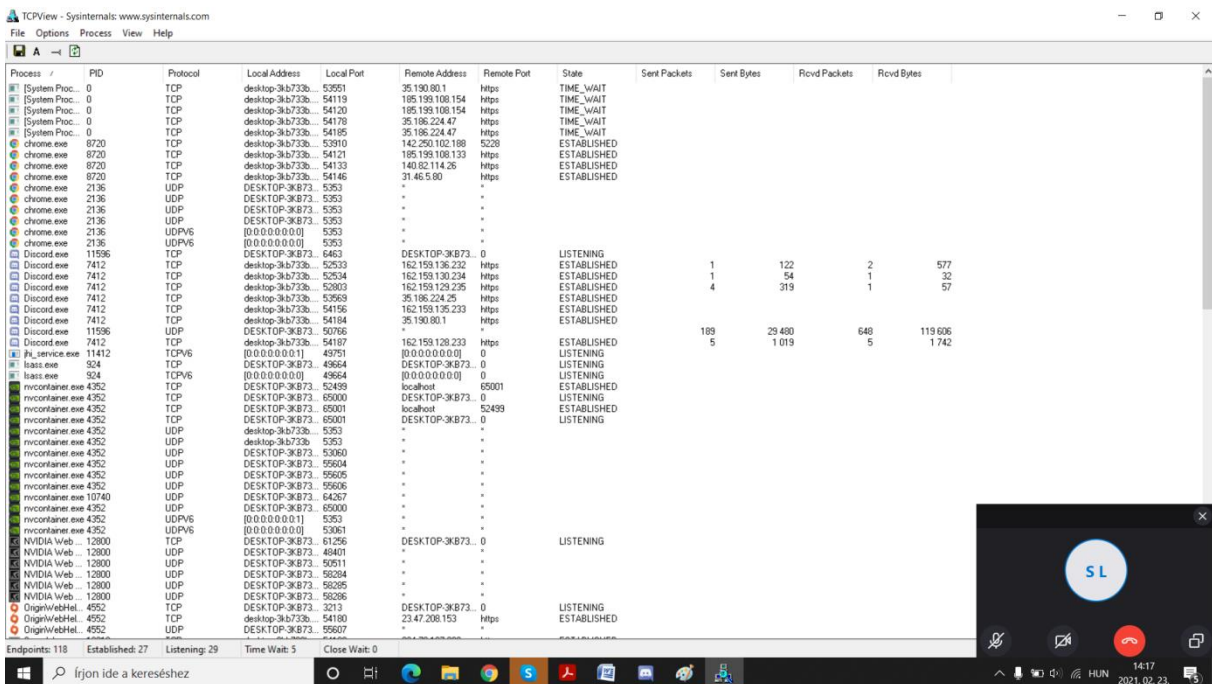 TCPView - Sysinternals: www.sysinternals.com
File Options Process View Help
A
Process / PID Protocol Local Address Local Port Remote Address Remote Port State Sent Packets Sent Bytes Rcvd Packets Rcvd Bytes
[System Proc... 0 TCP desktop-3kb733b.... 53551 35.190.80.1 https TIME_WAIT
[System Proc... 0 TCP desktop-3kb733b.... 54119 185.199.108.154 https TIME_WAIT
[System Proc... 0 TCP desktop-3kb733b.... 54120 185.199.108.154 https TIME_WAIT
[System Proc... 0 TCP desktop-3kb733b.... 54178 35.186.224.47 https TIME_WAIT
[System Proc... 0 TCP desktop-3kb733b.... 54185 35.186.224.47 https TIME_WAIT
chrome.exe 8720 TCP desktop-3kb733b.... 53910 142.250.102.188 5228 ESTABLISHED
chrome.exe 8720 TCP desktop-3kb733b.... 54121 185.199.108.133 https ESTABLISHED
chrome.exe 8720 TCP desktop-3kb733b.... 54133 140.82.114.26 https ESTABLISHED
chrome.exe 8720 TCP desktop-3kb733b.... 54146 31.46.5.80 https ESTABLISHED
chrome.exe 2136 UDP DESKTOP-3KB73... 5353 * *
chrome.exe 2136 UDP DESKTOP-3KB73... 5353 * *
chrome.exe 2136 UDP DESKTOP-3KB73... 5353 * *
chrome.exe 2136 UDP DESKTOP-3KB73... 5353 * *
chrome.exe 2136 UDPV6 [0:0:0:0:0:0:0:0] 5353 * *
chrome.exe 2136 UDPV6 [0:0:0:0:0:0:0:0] 5353 * *
Discord.exe 11596 TCP DESKTOP-3KB73... 6463 DESKTOP-3KB73... 0 LISTENING
Discord.exe 7412 TCP desktop-3kb733b.... 52533 162.159.136.232 https ESTABLISHED 1 122 2 577
Discord.exe 7412 TCP desktop-3kb733b.... 52534 162.159.130.234 https ESTABLISHED 1 54 1 32
Discord.exe 7412 TCP desktop-3kb733b.... 52803 162.159.129.235 https ESTABLISHED 4 319 1 57
Discord.exe 7412 TCP desktop-3kb733b.... 53569 35.186.224.25 https ESTABLISHED
Discord.exe 7412 TCP desktop-3kb733b.... 54156 162.159.135.233 https ESTABLISHED
Discord.exe 7412 TCP desktop-3kb733b.... 54184 35.190.80.1 https ESTABLISHED
Discord.exe 11596 UDP DESKTOP-3KB73... 50766 * * 189 29 480 648 119 606
Discord.exe 7412 TCP desktop-3kb733b.... 54187 162.159.128.233 https ESTABLISHED 5 1 019 5 1 742
jhi_service.exe 11412 TCPV6 [0:0:0:0:0:0:0:1] 49751 [0:0:0:0:0:0:0:0] 0 LISTENING
lsass.exe 924 TCP DESKTOP-3KB73... 49664 DESKTOP-3KB73... 0 LISTENING
lsass.exe 924 TCPV6 [0:0:0:0:0:0:0:0] 49664 [0:0:0:0:0:0:0:0] 0 LISTENING
nvcontainer.exe 4352 TCP DESKTOP-3KB73... 52499 localhost 65001 ESTABLISHED
nvcontainer.exe 4352 TCP DESKTOP-3KB73... 65000 DESKTOP-3KB73... 0 LISTENING
nvcontainer.exe 4352 TCP DESKTOP-3KB73... 65001 localhost 52499 ESTABLISHED
nvcontainer.exe 4352 TCP DESKTOP-3KB73... 65001 DESKTOP-3KB73... 0 LISTENING
nvcontainer.exe 4352 UDP desktop-3kb733b.... 5353 * *
nvcontainer.exe 4352 UDP desktop-3kb733b 5353 * *
nvcontainer.exe 4352 UDP DESKTOP-3KB73... 53060 * *
nvcontainer.exe 4352 UDP DESKTOP-3KB73... 55604 * *
nvcontainer.exe 4352 UDP DESKTOP-3KB73... 55605 * *
nvcontainer.exe 4352 UDP DESKTOP-3KB73... 55606 * *
nvcontainer.exe 10740 UDP DESKTOP-3KB73... 64267 * *
nvcontainer.exe 4352 UDP DESKTOP-3KB73... 65000 * *
nvcontainer.exe 4352 UDPV6 [0:0:0:0:0:0:0:1] 5353 * *
nvcontainer.exe 4352 UDPV6 [0:0:0:0:0:0:0:0] 53061 * *
NVIDIA Web ... 12800 TCP DESKTOP-3KB73... 61256 DESKTOP-3KB73... 0 LISTENING
NVIDIA Web ... 12800 UDP DESKTOP-3KB73... 48401 * *
NVIDIA Web ... 12800 UDP DESKTOP-3KB73... 50511 * *
NVIDIA Web ... 12800 UDP DESKTOP-3KB73... 58284 * *
NVIDIA Web ... 12800 UDP DESKTOP-3KB73... 58285 * *
NVIDIA Web ... 12800 UDP DESKTOP-3KB73... 58286 * *
OriginWebHel... 4552 TCP DESKTOP-3KB73... 3213 DESKTOP-3KB73... 0 LISTENING
OriginWebHel... 4552 TCP desktop-3kb733b.... 54180 23.47.208.153 https ESTABLISHED
OriginWebHel... 4552 UDP DESKTOP-3KB73... 55607 * *
S L
Endpoints: 118 Established: 27 Listening: 29 Time Wait: 5 Close Wait: 0
Írjon ide a kereséshez
HUN
14:17
2021. 02. 23.
5